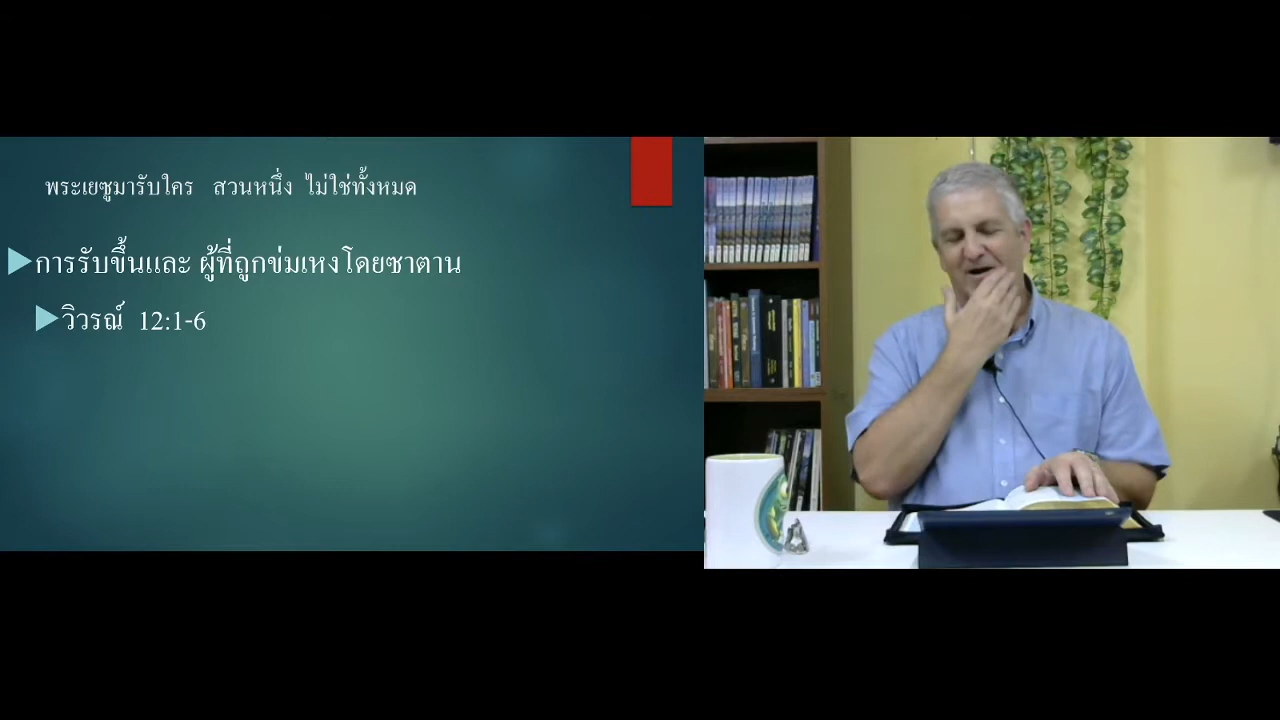 พระเยซูมารับใคร สวนหนึ่ง ไม่ใช่ทั้งหมด
การรับขึ้นและ ผู้ที่ถูกข่มเหงโดยซาตาน
วิวรณ์ 12:1-6